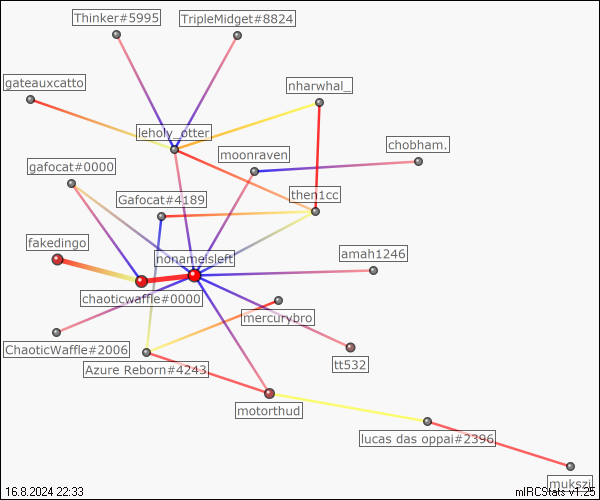 Thinker#5995
TripleMidget#8824
gateauxcatto
nharwhal_
leholy_otter
chobham.
moonraven
gafocat#0000
then1cc
Gafocat#4189
fakedingo
nonameisleft
amah1246
chaoticwaffle#0000
mercurybro
ChaoticWaffle#2006
tt532
Azure Reborn#4243
motorthud
lucas das oppai#2396
mukszi
16.8.2024 22:33
mIRCStats v1.25